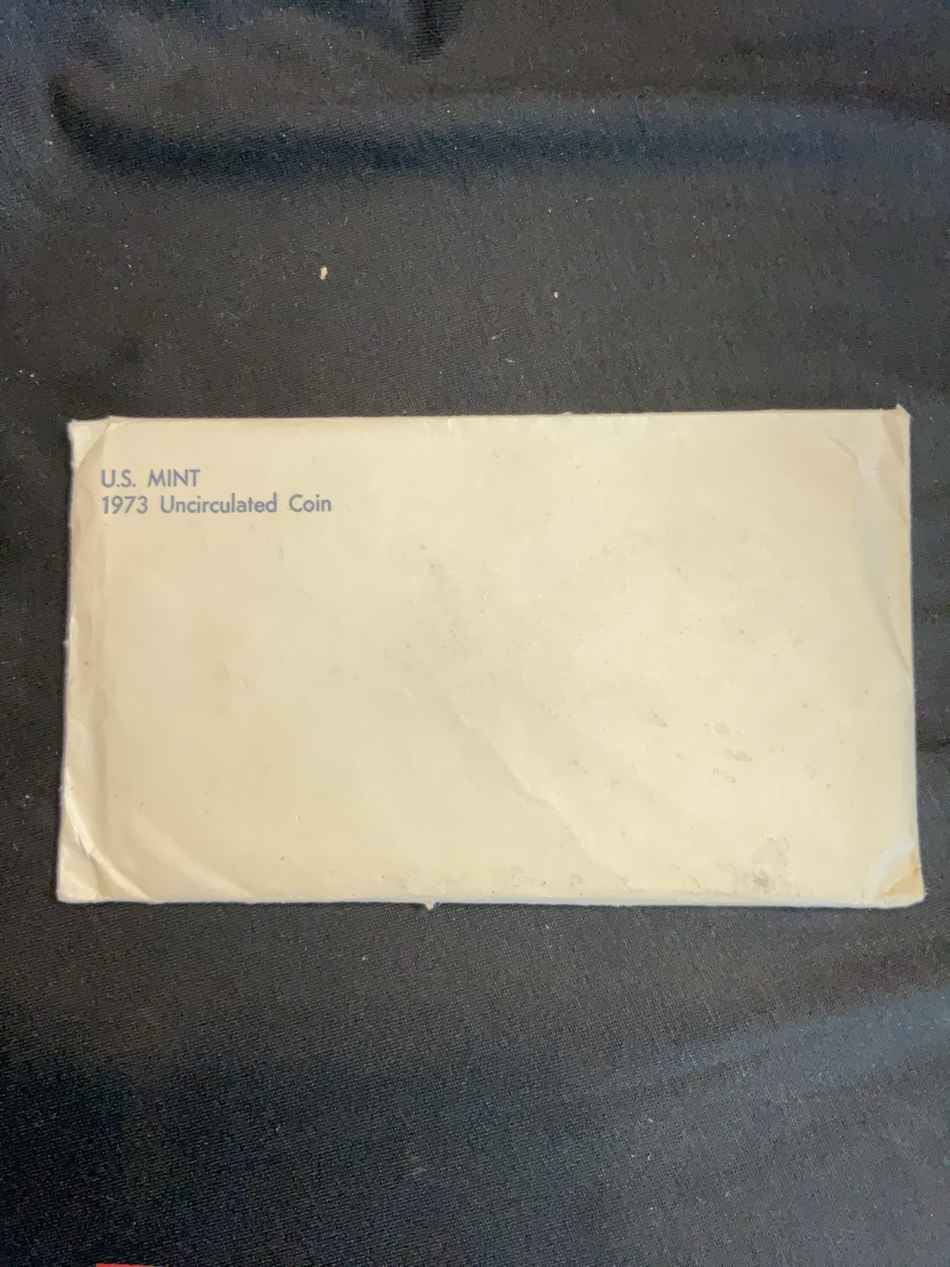 U.S. MINT
1973 Uncirculated Coin